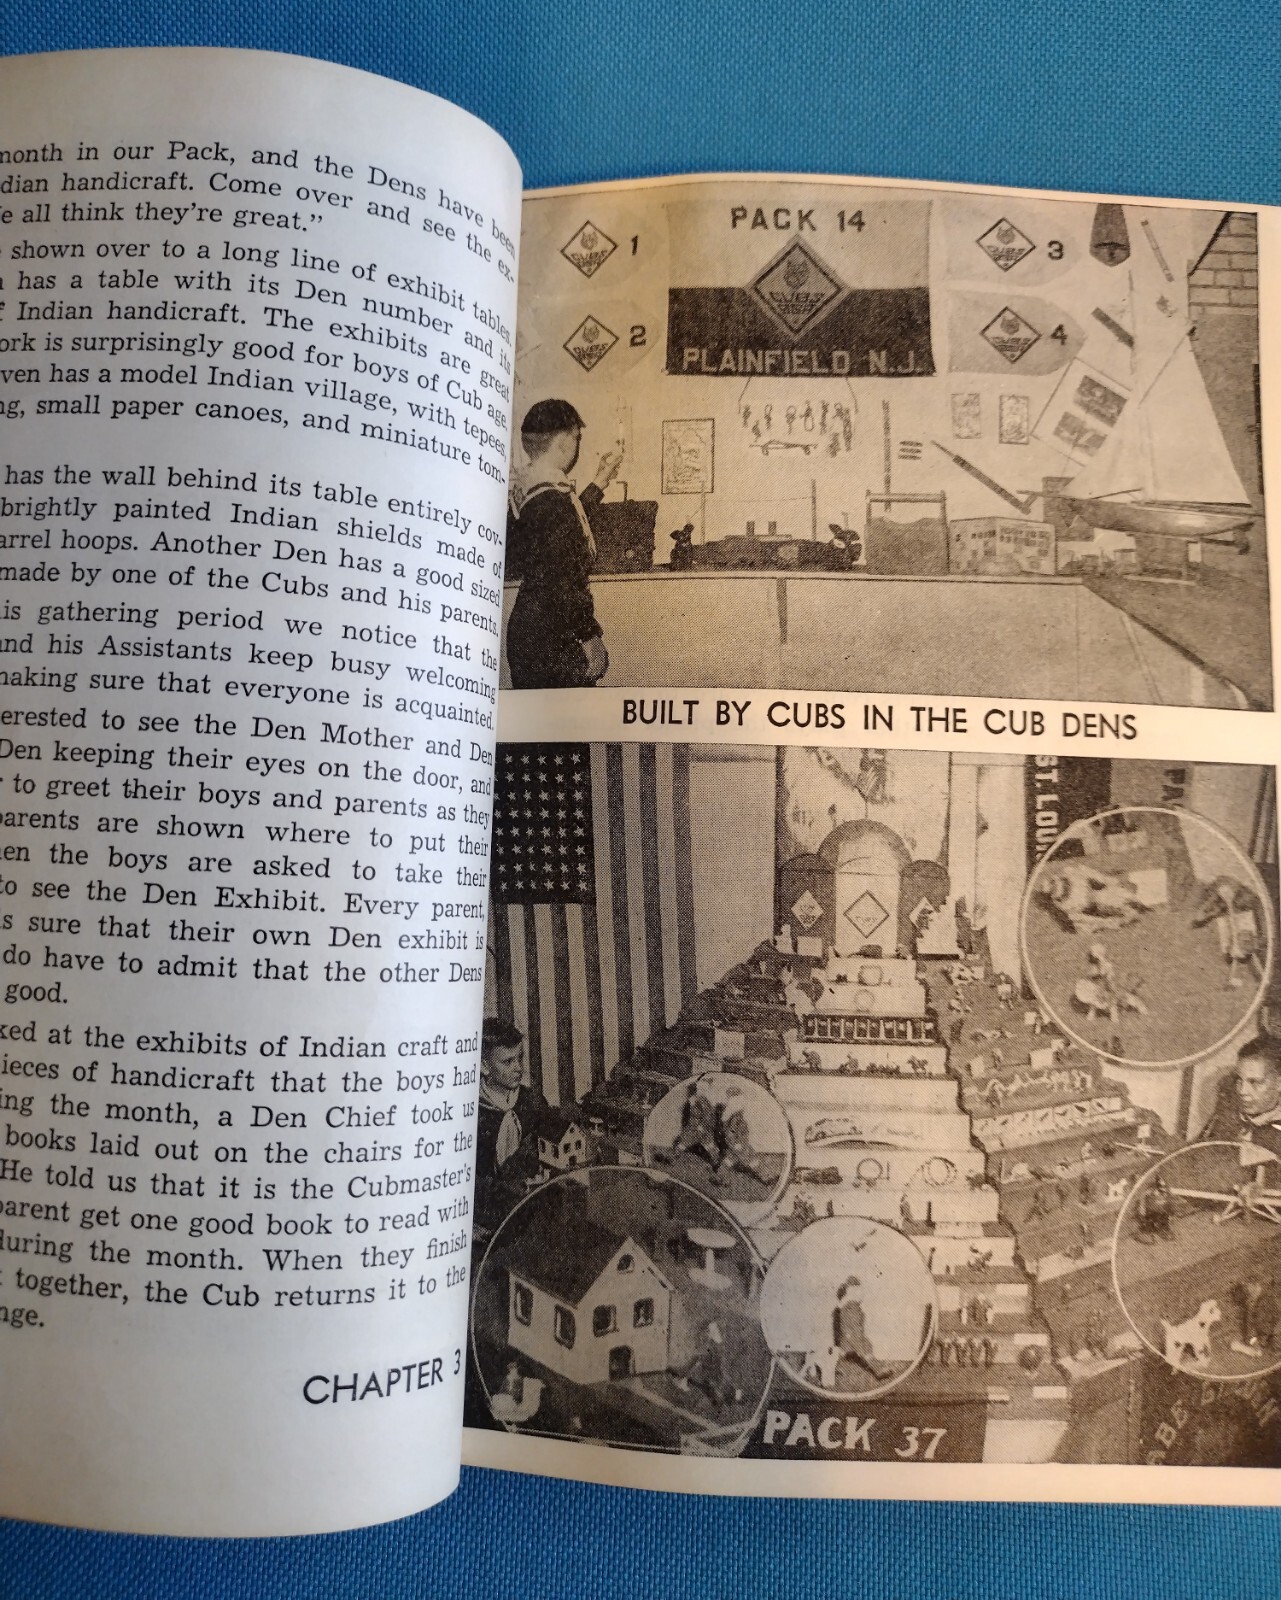 month in our Pack, and the Dens have been
dian handicraft. Come over and see the ex-
e all think they're great."
shown over to a long line of exhibit tables.
has a table with its Den number and its
f Indian handicraft. The exhibits are great
ork is surprisingly good for boys of Cub age.
ven has a model Indian village, with tepees,
ng, small paper canoes, and miniature tom-
has the wall behind its table entirely cov-
brightly painted Indian shields made of
arrel hoops. Another Den has a good sized
made by one of the Cubs and his parents.
is gathering period we notice that the
nd his Assistants keep busy welcoming
making sure that everyone is acquainted.
erested to see the Den Mother and Den
Den keeping their eyes on the door, and
to greet their boys and parents as they
parents are shown where to put their
en the boys are asked to take their
to see the Den Exhibit. Every parent,
s sure that their own Den exhibit is
do have to admit that the other Dens
good.
ked at the exhibits of Indian craft and
ieces of handicraft that the boys had
ing the month, a Den Chief took us
books laid out on the chairs for the
He told us that it is the Cubmaster's
parent get one good book to read with
during the month. When they finish
together, the Cub returns it to the
nge.
CHAPTER 3
PACK 14
CUBS BSA
PLAINFIELD, N.J.
1
2
3
4
BUILT BY CUBS IN THE CUB DENS
ST. LOUI
PACK 37
ABE